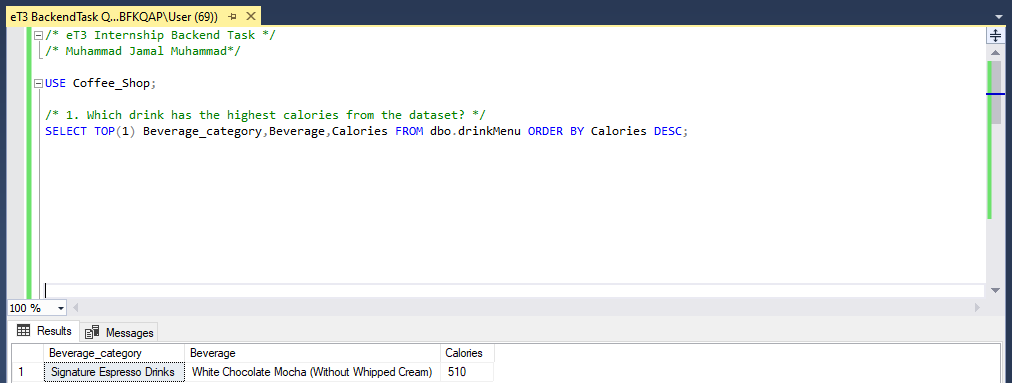 eT3 BackendTask Q...BFKQAP\User (69))
/* eT3 Internship Backend Task */
/* Muhammad Jamal Muhammad*/
USE Coffee_Shop;
/* 1. Which drink has the highest calories from the dataset? */
SELECT TOP(1) Beverage_category,Beverage,Calories FROM dbo.drinkMenu ORDER BY Calories DESC;
100 %
Results Messages
Beverage_category Beverage Calories
1 Signature Espresso Drinks White Chocolate Mocha (Without Whipped Cream) 510